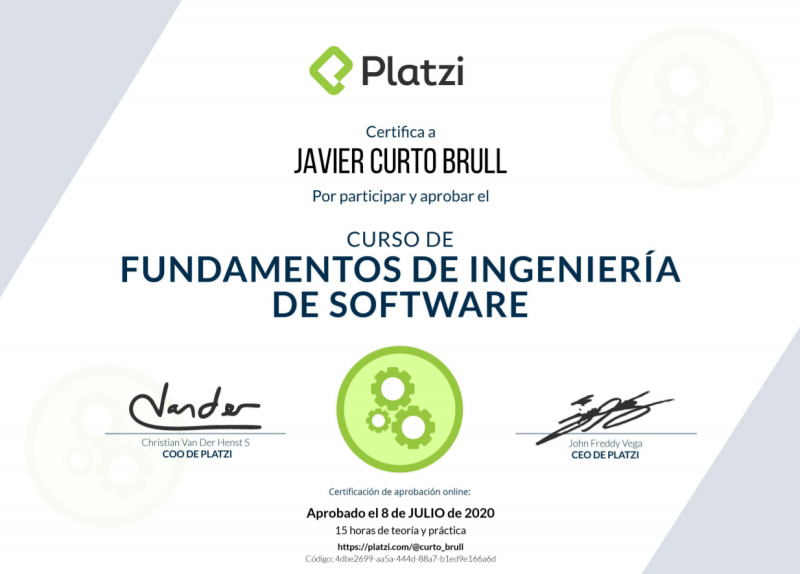 Platzi
Certifica a
JAVIER CURTO BRULL
Por participar y aprobar el
CURSO DE
FUNDAMENTOS DE INGENIERÍA
DE SOFTWARE
Vander
Christian Van Der Henst S
COO DE PLATZI
John Freddy Vega
CEO DE PLATZI
Certificación de aprobación online:
Aprobado el 8 de JULIO de 2020
15 horas de teoría y práctica
https://platzi.com/@curto_brull
Código: 4dbe2699-aa5a-444d-88a7-b1ed9e166a6d